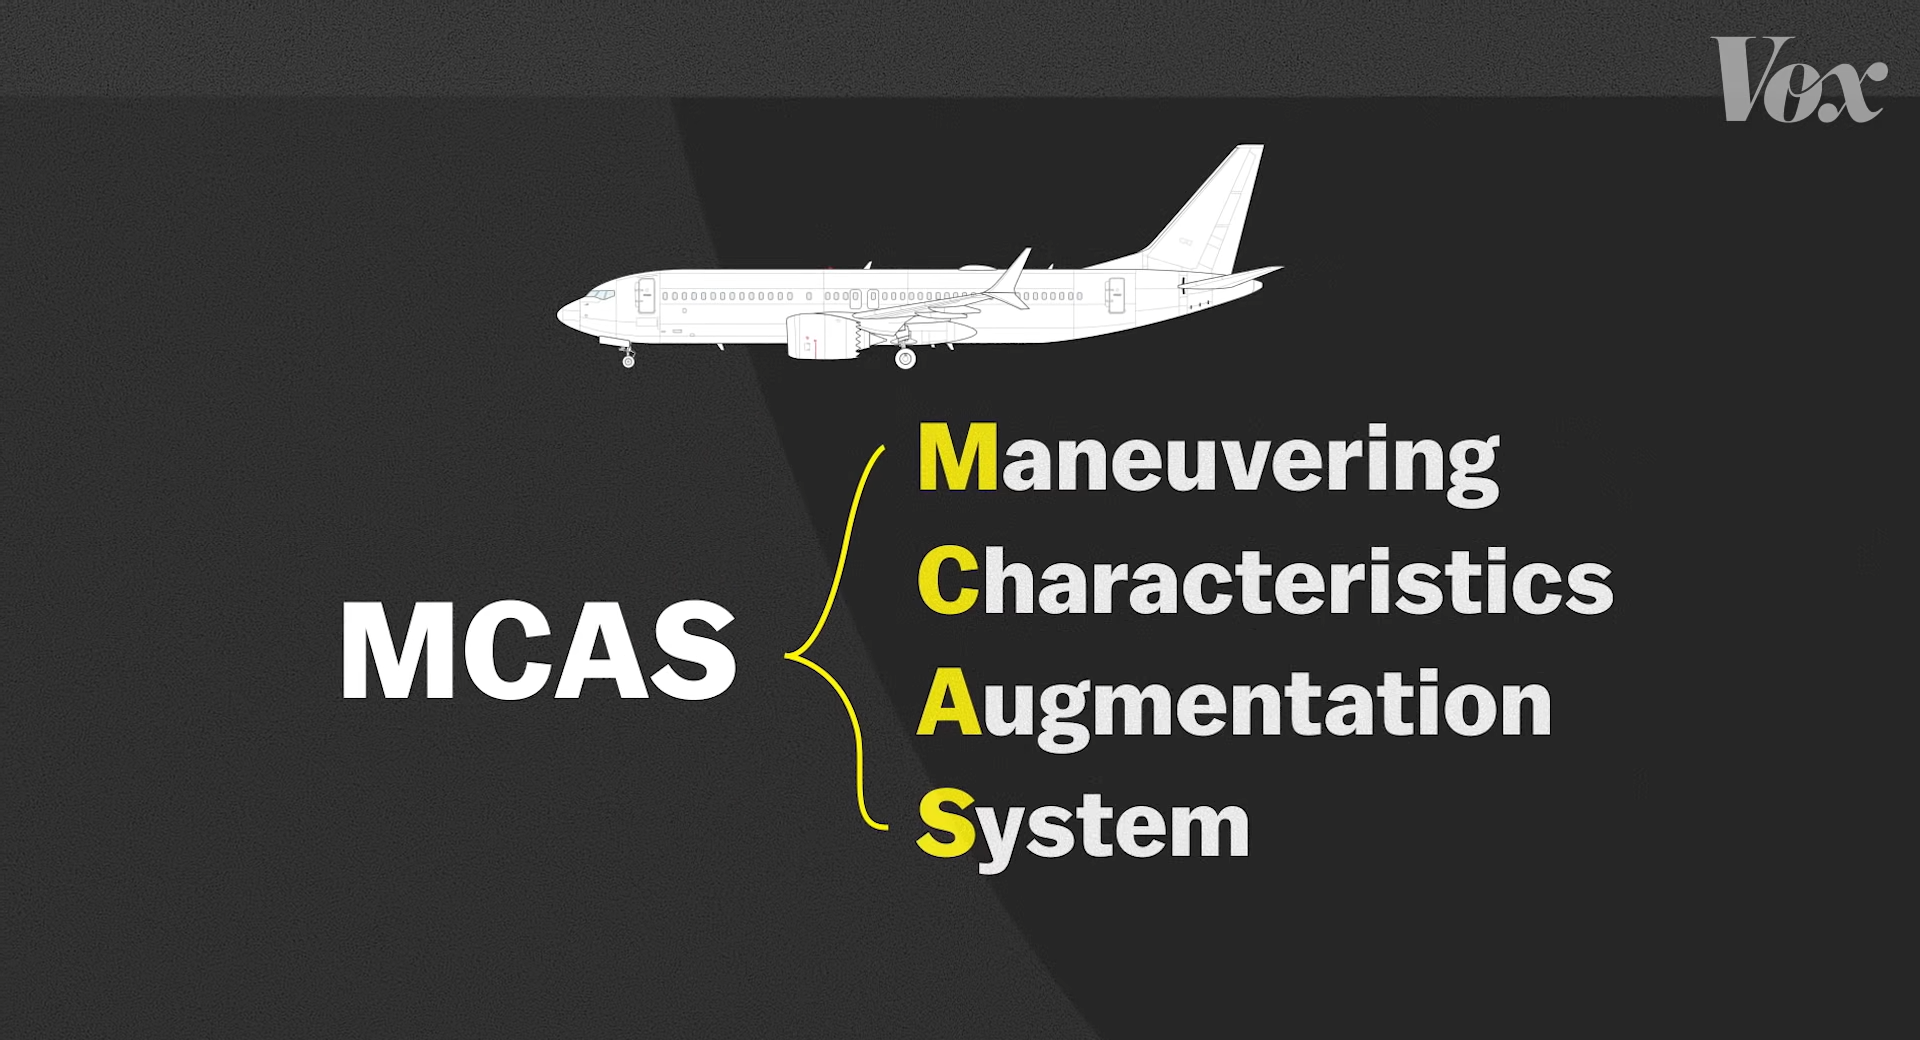 Vox
MCAS
Maneuvering
Characteristics
Augmentation
System